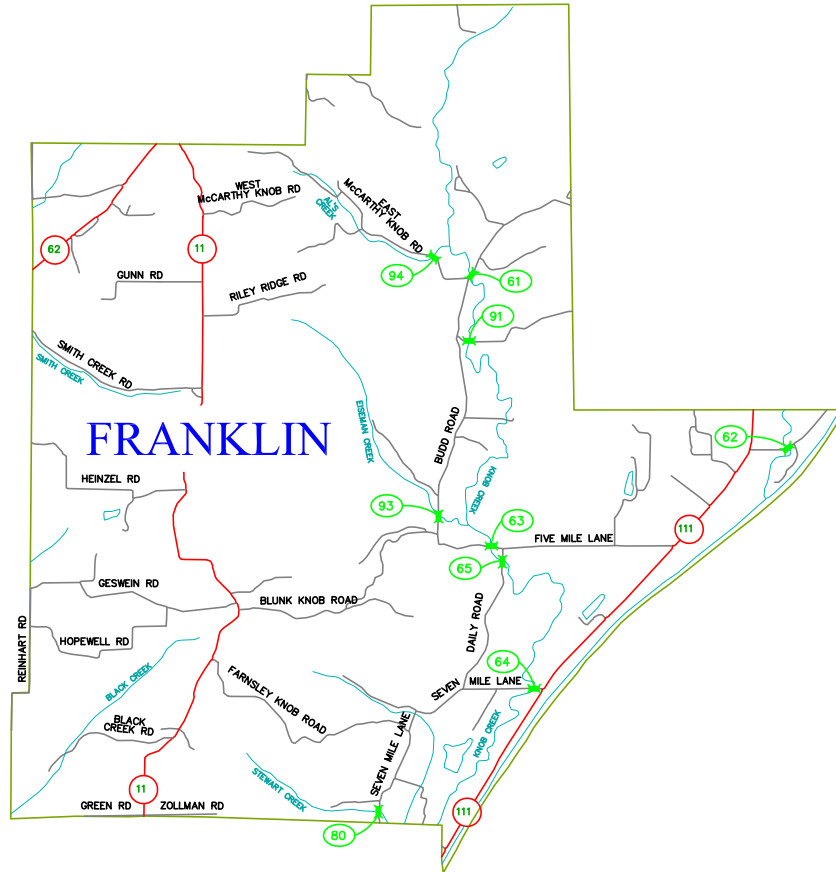 WEST
McCARTHY KNOB RD
EAST
McCARTHY KNOB RD
AL'S
CREEK
62
11
94
61
GUNN RD
RILEY RIDGE RD
91
SMITH CREEK RD
SMITH CREEK
EISEMAN CREEK
BUDD ROAD
FRANKLIN
62
HEINZEL RD
KNOB CREEK
93
63
111
FIVE MILE LANE
65
GESWEIN RD
BLUNK KNOB ROAD
REINHART RD
HOPEWELL RD
DAILY ROAD
BLACK CREEK
FARNSLEY KNOB ROAD
64
SEVEN MILE LANE
BLACK
CREEK RD
SEVEN MILE LANE
KNOB CREEK
STEWART CREEK
11
GREEN RD
ZOLLMAN RD
111
80